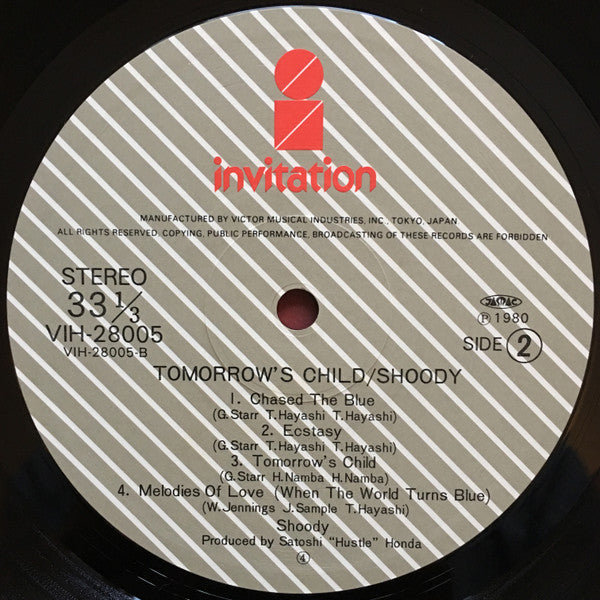 invitation
MANUFACTURED BY VICTOR MUSICAL INDUSTRIES, INC., TOKYO, JAPAN
ALL RIGHTS RESERVED. COPYING, PUBLIC PERFORMANCE, BROADCASTING OF THESE RECORDS ARE FORBIDDEN
STEREO
33 1/3
VIH-28005
VIH-28005-B
JASRAC
Ⓟ 1980
SIDE 2
TOMORROW'S CHILD/SHOODY
1. Chased The Blue
(G.Starr T.Hayashi T.Hayashi)
2. Ecstasy
(G.Starr T.Hayashi T.Hayashi)
3. Tomorrow's Child
(G.Starr H.Namba H.Namba)
4. Melodies Of Love (When The World Turns Blue)
(W.Jennings J.Sample T.Hayashi)
Shoody
Produced by Satoshi "Hustle" Honda
④